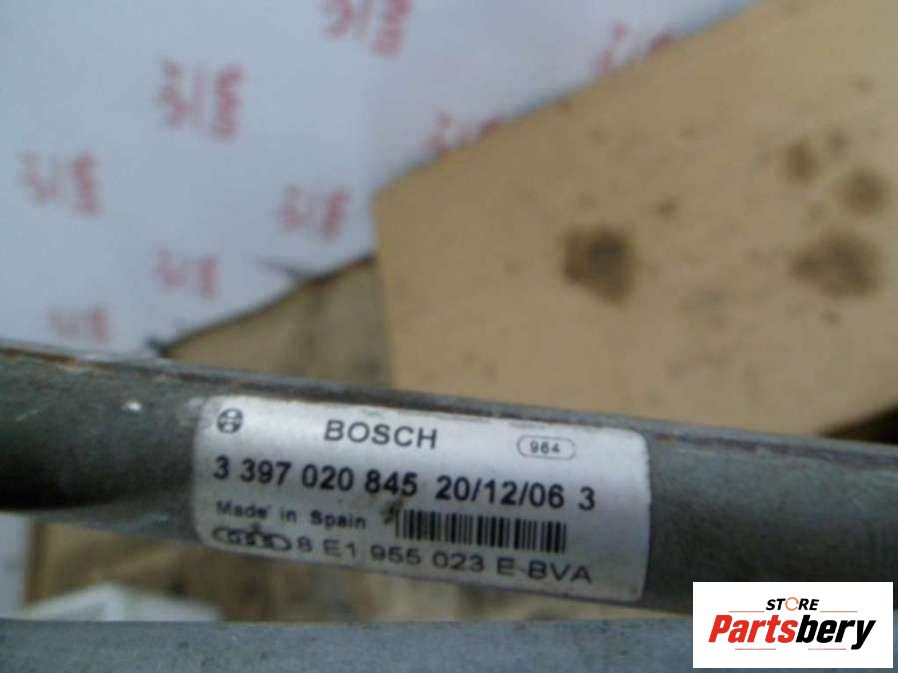 BOSCH 964
3 397 020 845 20/12/06 3
Made in Spain
8 E1 955 023 E BVA
STORE
Partsbery